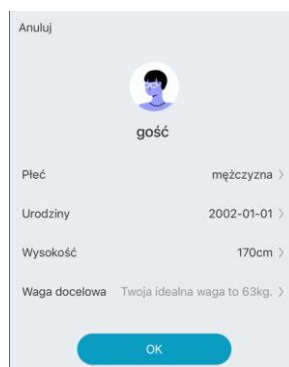 Anuluj
gość
Płeć mężczyzna
Urodziny 2002-01-01
Wysokość 170cm
Waga docelowa Twoja idealna waga to 63kg.
OK